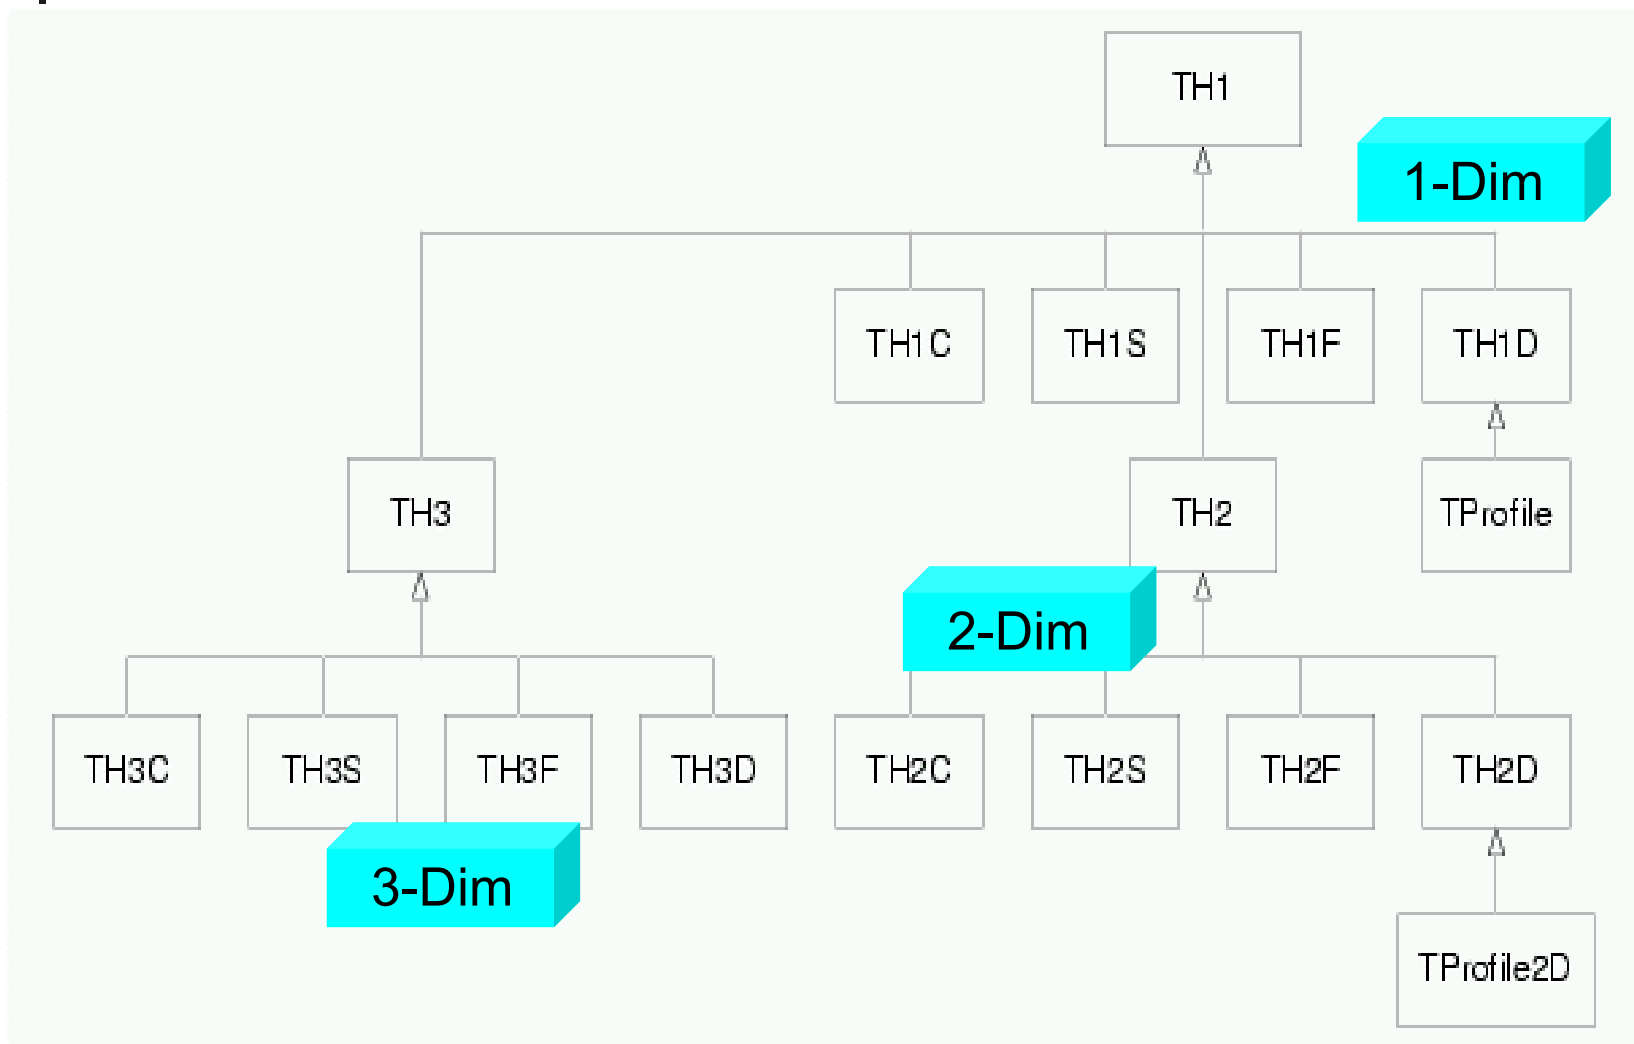 TH1
1-Dim
TH1C TH1S TH1F TH1D
TH3 TH2 TProfile
2-Dim
TH3C TH3S TH3F TH3D TH2C TH2S TH2F TH2D
3-Dim
TProfile2D